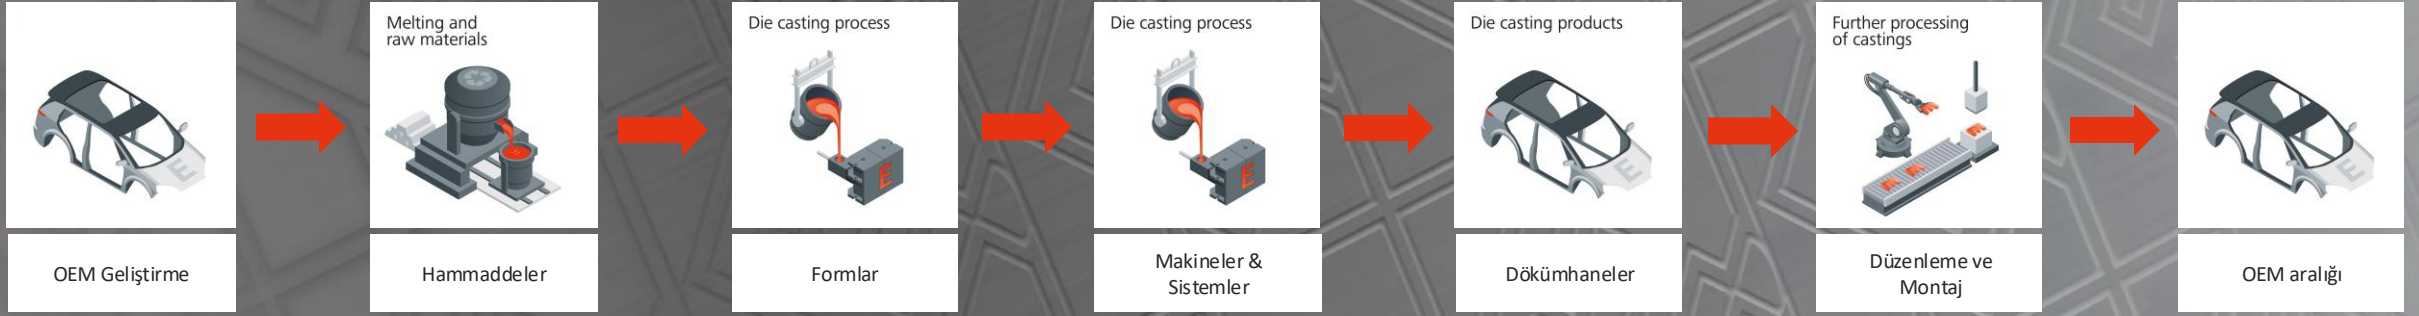 Melting and
raw materials
Die casting process
Die casting process
Die casting products
Further processing
of castings
E
E
E
E
OEM Geliştirme
Hammaddeler
Formlar
Makineler &
Sistemler
Dökümhaneler
Düzenleme ve
Montaj
OEM aralığı